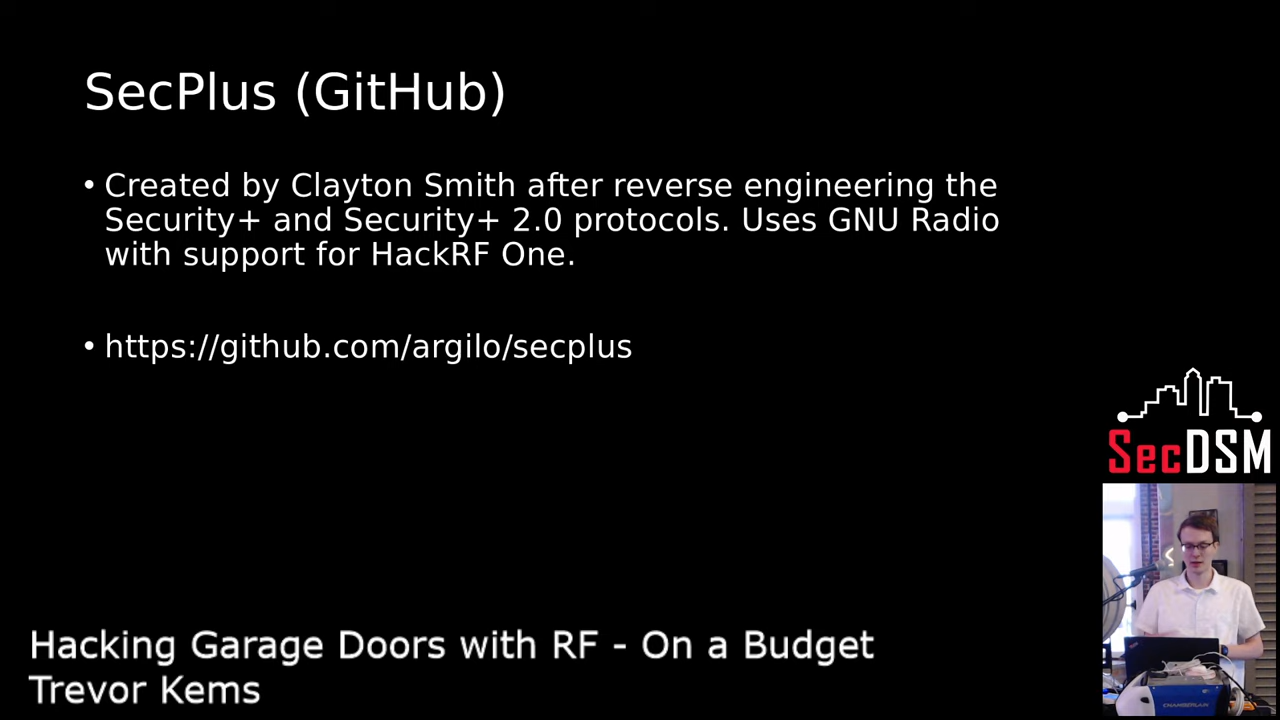 SecPlus (GitHub)
• Created by Clayton Smith after reverse engineering the
Security+ and Security+ 2.0 protocols. Uses GNU Radio
with support for HackRF One.
• https://github.com/argilo/secplus
SecDSM
CHAMBERLAIN
Hacking Garage Doors with RF - On a Budget
Trevor Kems